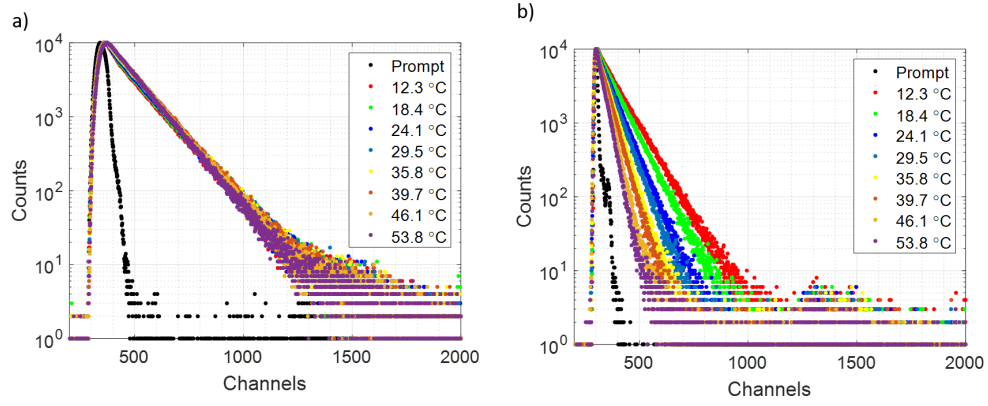 a)
10^4
10^3
10^2
10^1
10^0
Counts
500
1000
1500
2000
Channels
Prompt
12.3 °C
18.4 °C
24.1 °C
29.5 °C
35.8 °C
39.7 °C
46.1 °C
53.8 °C
b)
10^4
10^3
10^2
10^1
10^0
Counts
500
1000
1500
2000
Channels
Prompt
12.3 °C
18.4 °C
24.1 °C
29.5 °C
35.8 °C
39.7 °C
46.1 °C
53.8 °C